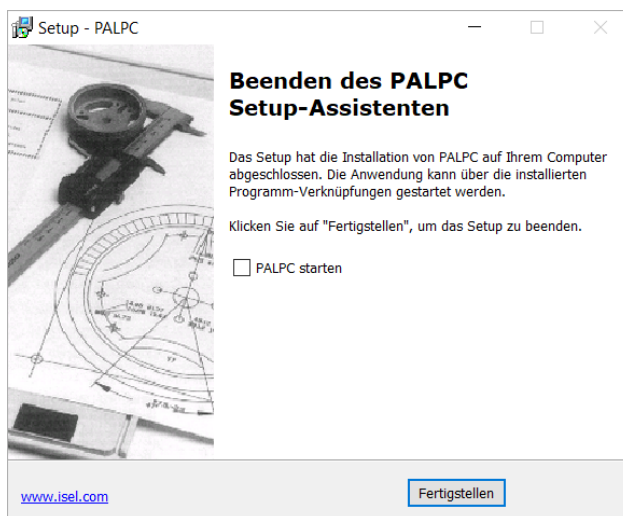 Setup - PALPC
Beenden des PALPC
Setup-Assistenten
Das Setup hat die Installation von PALPC auf Ihrem Computer
abgeschlossen. Die Anwendung kann über die installierten
Programm-Verknüpfungen gestartet werden.
Klicken Sie auf "Fertigstellen", um das Setup zu beenden.
PALPC starten
www.isel.com
Fertigstellen